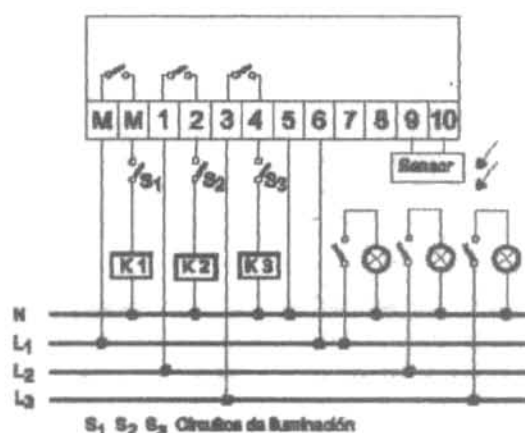 M M 1 2 3 4 5 6 7 8 9 10
Sensor
S1 S2 S3
K1 K2 K3
N
L1
L2
L3
S1 S2 S3 Circuitos de iluminación